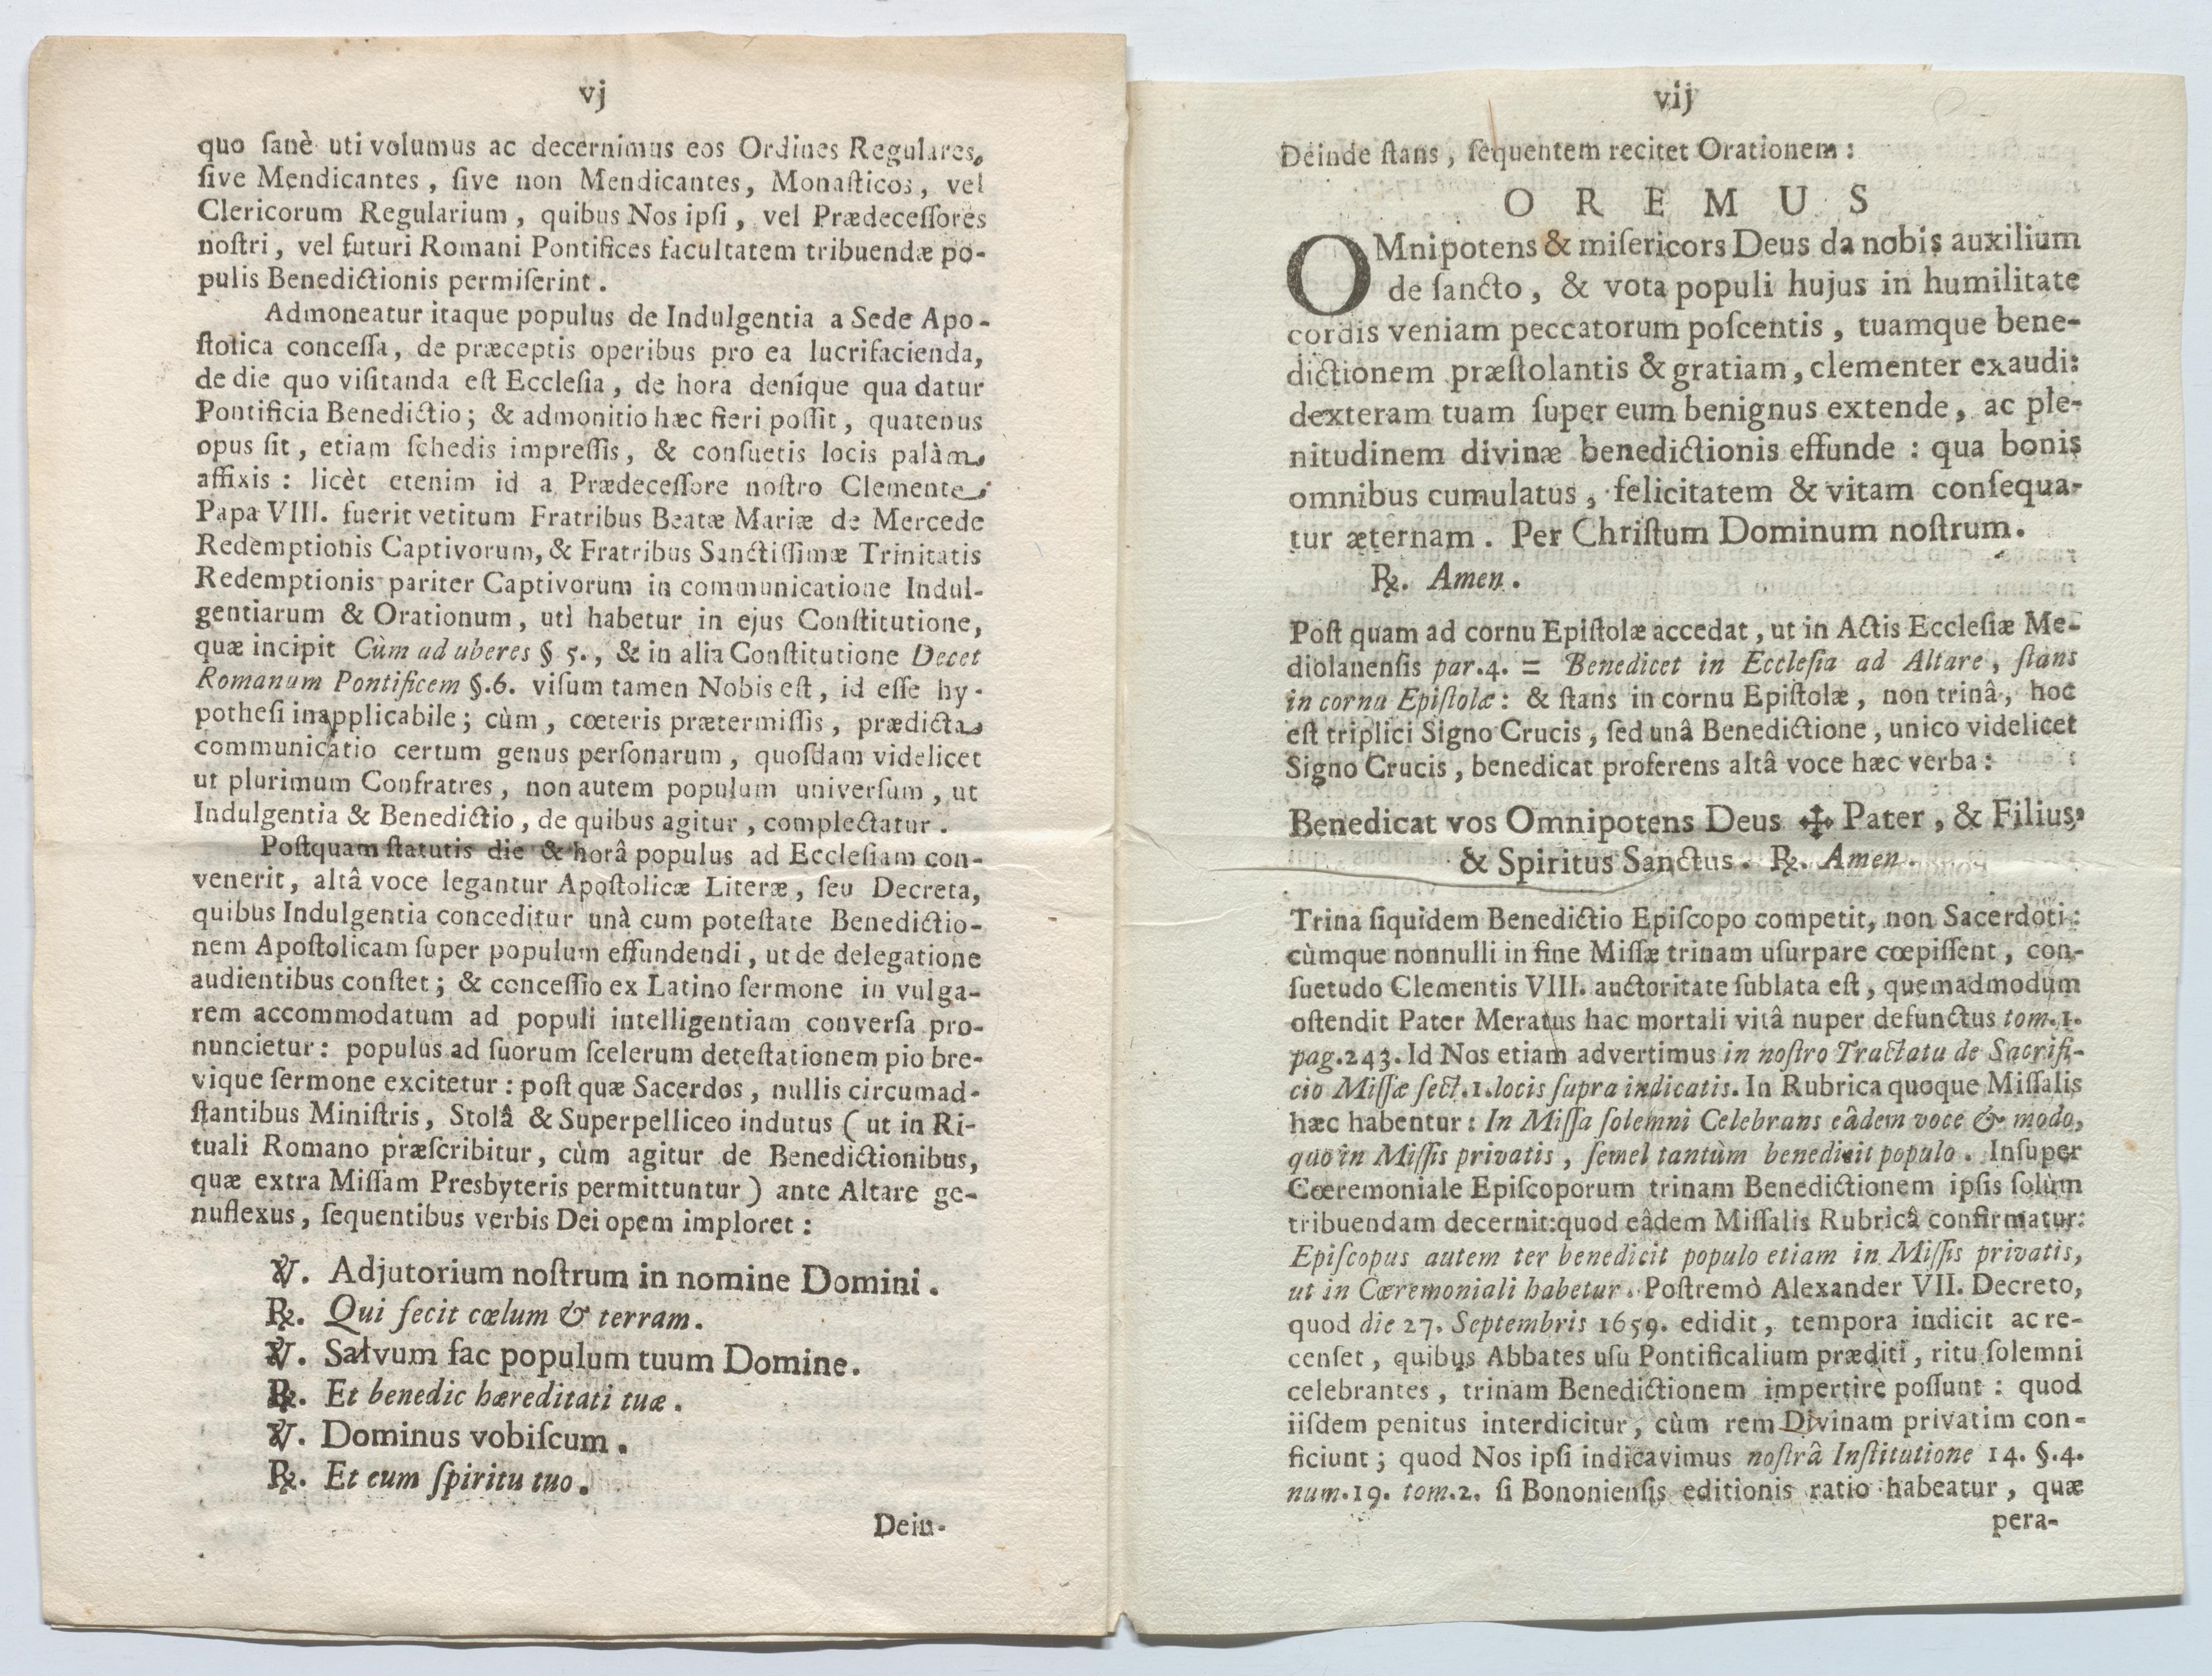 vj
quo ſanè uti volumus ac decernimus eos Ordines Regulares,
ſive Mendicantes, ſive non Mendicantes, Monaſticos, vel
Clericorum Regularium, quibus Nos ipſi, vel Prædeceſſores
noſtri, vel futuri Romani Pontifices facultatem tribuendæ po-
pulis Benedictionis permiſerint.
Admoneatur itaque populus de Indulgentia a Sede Apo-
ſtolica conceſſa, de præceptis operibus pro ea lucrifacienda,
de die quo viſitanda eſt Eccleſia, de hora denique qua datur
Pontificia Benedictio; & admonitio hæc fieri poſſit, quatenus
opus ſit, etiam ſchedis impreſſis, & conſuetis locis palàm
affixis: licèt etenim id a Prædeceſſore noſtro Clemente
Papa VIII. fuerit vetitum Fratribus Beatæ Mariæ de Mercede
Redemptionis Captivorum, & Fratribus Sanctiſſimæ Trinitatis
Redemptionis pariter Captivorum in communicatione Indul-
gentiarum & Orationum, utì habetur in ejus Conſtitutione,
quæ incipit Cùm ad uberes § 5., & in alia Conſtitutione Decet
Romanum Pontificem §.6. viſum tamen Nobis eſt, id eſſe hy-
potheſi inapplicabile; cùm, cœteris prætermiſſis, prædicta
communicatio certum genus perſonarum, quoſdam videlicet
ut plurimum Confratres, non autem populum univerſum, ut
Indulgentia & Benedictio, de quibus agitur, complectatur.
Poſtquam ſtatutis die & horâ populus ad Eccleſiam con-
venerit, altâ voce legantur Apoſtolicæ Literæ, ſeu Decreta,
quibus Indulgentia conceditur unà cum poteſtate Benedictio-
nem Apoſtolicam ſuper populum effundendi, ut de delegatione
audientibus conſtet; & conceſſio ex Latino ſermone in vulga-
rem accommodatum ad populi intelligentiam converſa pro-
nuncietur: populus ad ſuorum ſcelerum deteſtationem pio bre-
vique ſermone excitetur: poſt quæ Sacerdos, nullis circumad-
ſtantibus Miniſtris, Stolâ & Superpelliceo indutus (ut in Ri-
tuali Romano præſcribitur, cùm agitur de Benedictionibus,
quæ extra Miſſam Presbyteris permittuntur) ante Altare ge-
nuflexus, ſequentibus verbis Dei opem imploret:
℣. Adjutorium noſtrum in nomine Domini.
℞. Qui fecit cœlum & terram.
℣. Salvum fac populum tuum Domine.
℞. Et benedic hæreditati tuæ.
℣. Dominus vobiſcum.
℞. Et cum ſpiritu tuo.
Dein-
vij
Deinde ſtans, ſequentem recitet Orationem:
OREMUS
OMnipotens & miſericors Deus da nobis auxilium
de ſancto, & vota populi hujus in humilitate
cordis veniam peccatorum poſcentis, tuamque bene-
dictionem præſtolantis & gratiam, clementer exaudi:
dexteram tuam ſuper eum benignus extende, ac ple-
nitudinem divinæ benedictionis effunde: qua bonis
omnibus cumulatus, felicitatem & vitam conſequa-
tur æternam. Per Chriſtum Dominum noſtrum.
℞. Amen.
Poſt quam ad cornu Epiſtolæ accedat, ut in Actis Eccleſiæ Me-
diolanenſis par.4. = Benedicet in Eccleſia ad Altare, ſtans
in cornu Epiſtolæ: & ſtans in cornu Epiſtolæ, non trinâ, hoc
eſt triplici Signo Crucis, ſed unâ Benedictione, unico videlicet
Signo Crucis, benedicat proferens altâ voce hæc verba:
Benedicat vos Omnipotens Deus ✠ Pater, & Filius,
& Spiritus Sanctus. ℞. Amen.
Trina ſiquidem Benedictio Epiſcopo competit, non Sacerdoti:
cùmque nonnulli in fine Miſſæ trinam uſurpare cœpiſſent, con-
ſuetudo Clementis VIII. auctoritate ſublata eſt, quemadmodum
oſtendit Pater Meratus hac mortali vitâ nuper defunctus tom.1.
pag.243. Id Nos etiam advertimus in noſtro Tractatu de Sacrifi-
cio Miſſæ ſect.1.locis ſupra indicatis. In Rubrica quoque Miſſalis
hæc habentur: In Miſſa ſolemni Celebrans eâdem voce & modo,
quo in Miſſis privatis, ſemel tantùm benedicit populo. Inſuper
Cœremoniale Epiſcoporum trinam Benedictionem ipſis ſolùm
tribuendam decernit: quod eâdem Miſſalis Rubricâ confirmatur:
Epiſcopus autem ter benedicit populo etiam in Miſſis privatis,
ut in Cœremoniali habetur. Poſtremò Alexander VII. Decreto,
quod die 27. Septembris 1659. edidit, tempora indicit ac re-
cenſet, quibus Abbates uſu Pontificalium præditi, ritu ſolemni
celebrantes, trinam Benedictionem impertire poſſunt: quod
iiſdem penitus interdicitur, cùm rem Divinam privatim con-
ficiunt; quod Nos ipſi indicavimus noſtrâ Inſtitutione 14. §.4.
num.19. tom.2. ſi Bononienſis editionis ratio habeatur, quæ
pera-